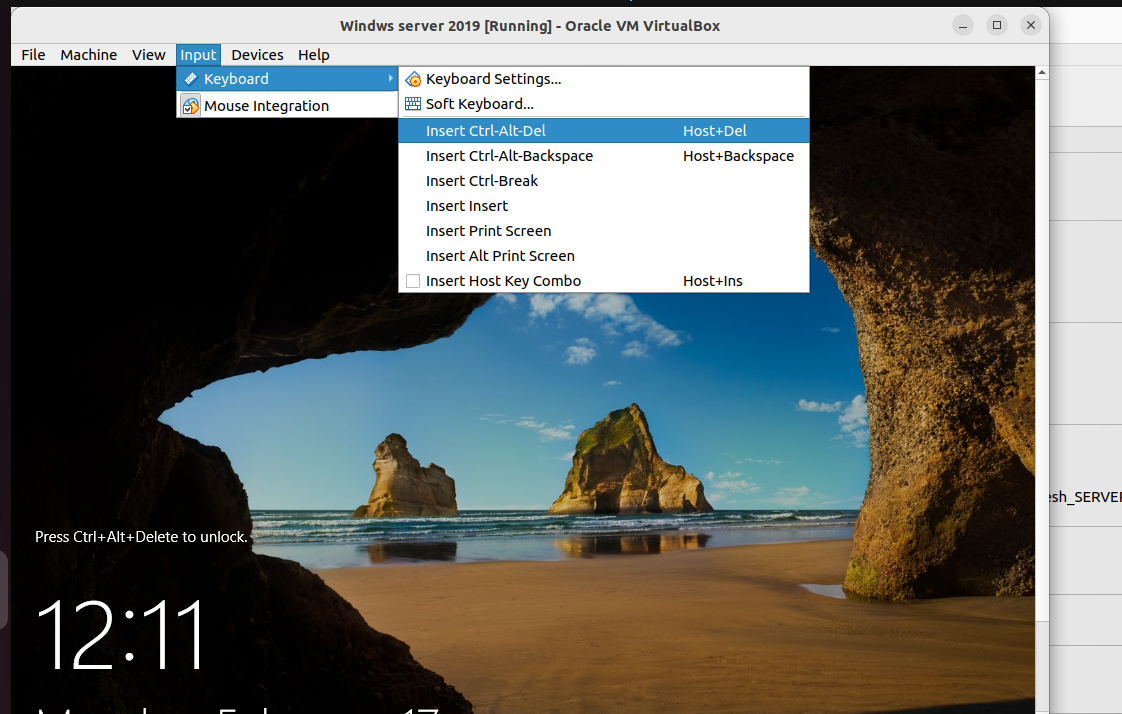 Windws server 2019 [Running] - Oracle VM VirtualBox
File Machine View Input Devices Help
Keyboard
Mouse Integration
Keyboard Settings...
Soft Keyboard...
Insert Ctrl-Alt-Del Host+Del
Insert Ctrl-Alt-Backspace Host+Backspace
Insert Ctrl-Break
Insert Insert
Insert Print Screen
Insert Alt Print Screen
Insert Host Key Combo Host+Ins
esh_SERVER
Press Ctrl+Alt+Delete to unlock.
12:11